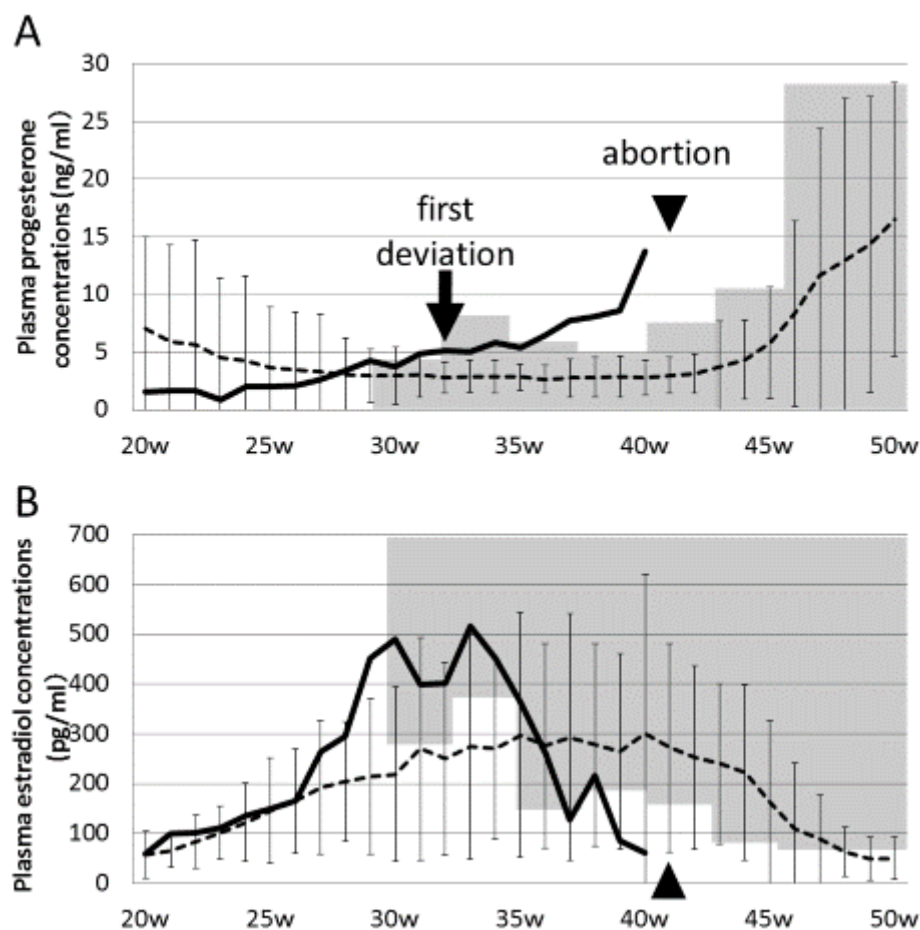 A
Plasma progesterone
concentrations (ng/ml)
30
25
20
15
10
5
0
first
deviation
abortion
20w 25w 30w 35w 40w 45w 50w
B
Plasma estradiol concentrations
(pg/ml)
700
600
500
400
300
200
100
0
20w 25w 30w 35w 40w 45w 50w